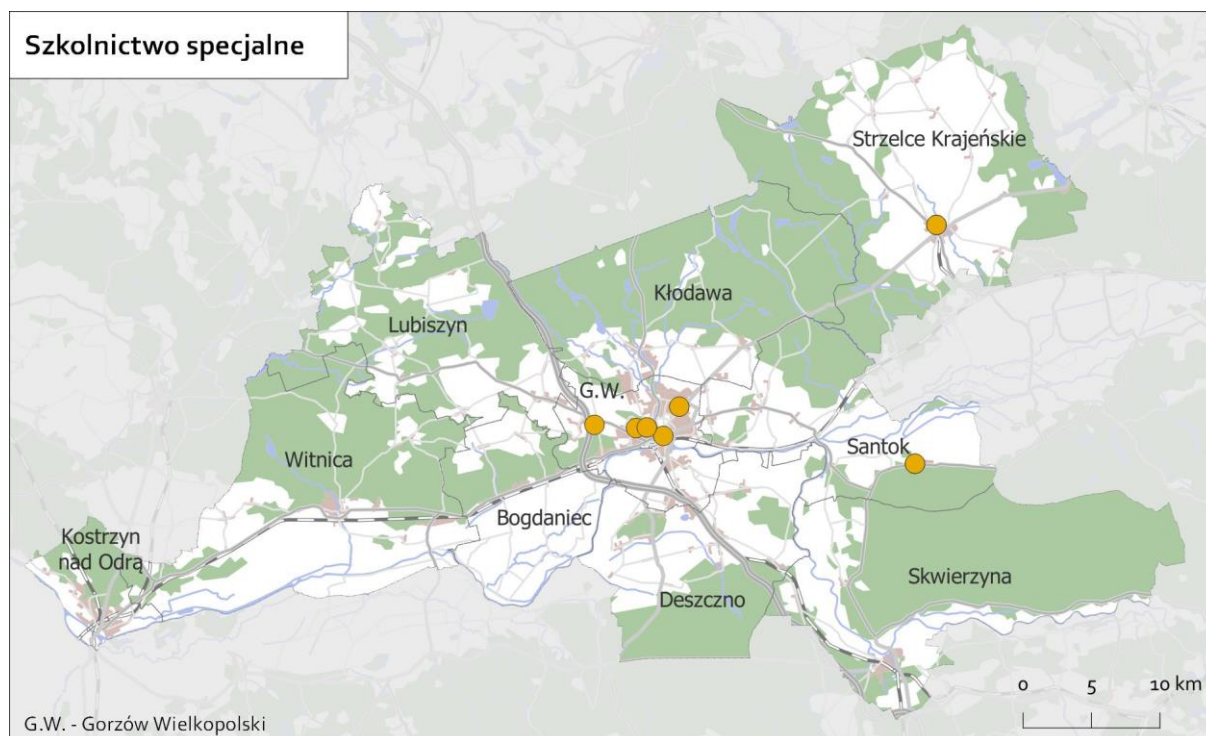 Szkolnictwo specjalne
Strzelce Krajeńskie
Kłodawa
Lubiszyn
G.W.
Witnica
Santok
Bogdaniec
Kostrzyn
nad Odrą
Skwierzyna
Deszczno
0 5 10 km
G.W. - Gorzów Wielkopolski